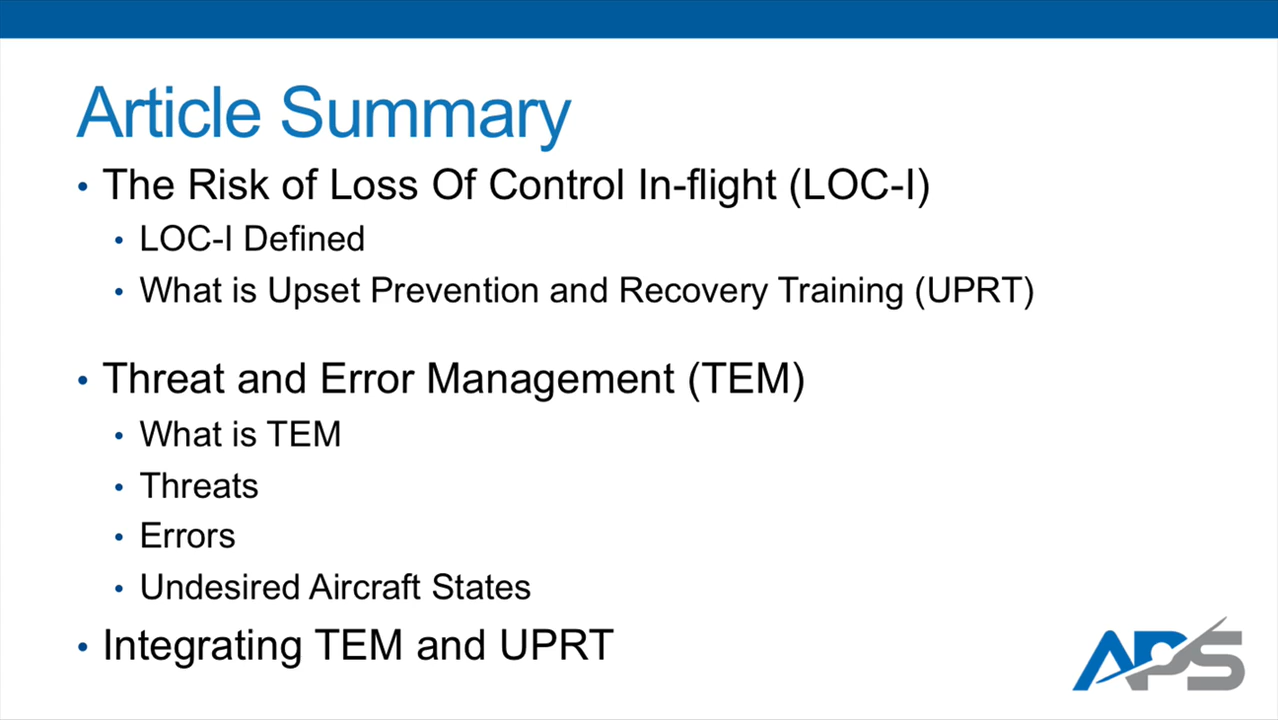 Article Summary
• The Risk of Loss Of Control In-flight (LOC-I)
• LOC-I Defined
• What is Upset Prevention and Recovery Training (UPRT)
• Threat and Error Management (TEM)
• What is TEM
• Threats
• Errors
• Undesired Aircraft States
• Integrating TEM and UPRT
APS